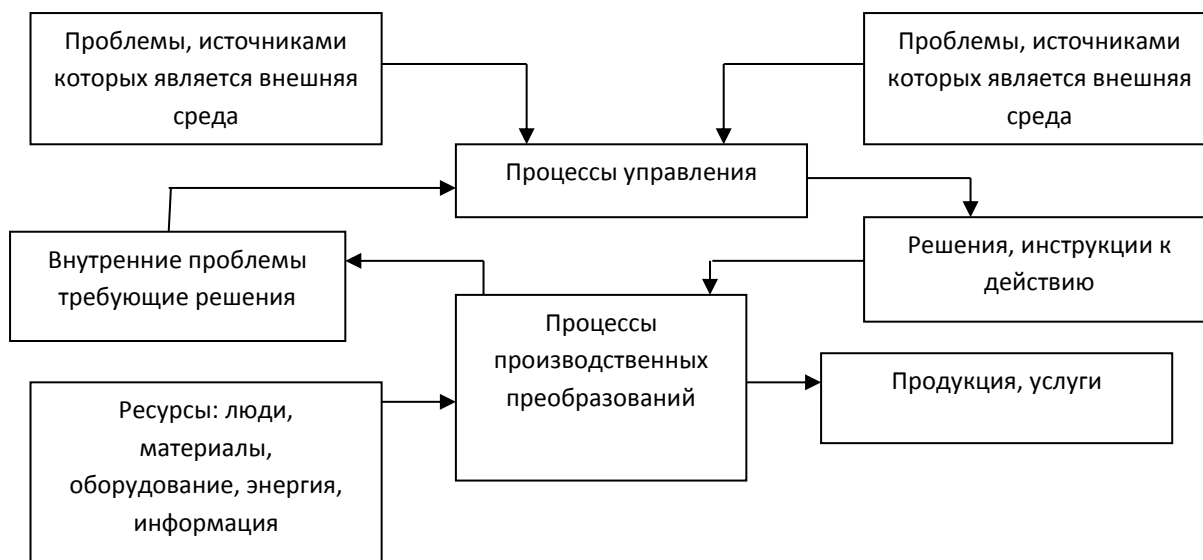 Проблемы, источниками
которых является внешняя
среда
Проблемы, источниками
которых является внешняя
среда
Процессы управления
Внутренние проблемы
требующие решения
Решения, инструкции к
действию
Процессы
производственных
преобразований
Продукция, услуги
Ресурсы: люди,
материалы,
оборудование, энергия,
информация